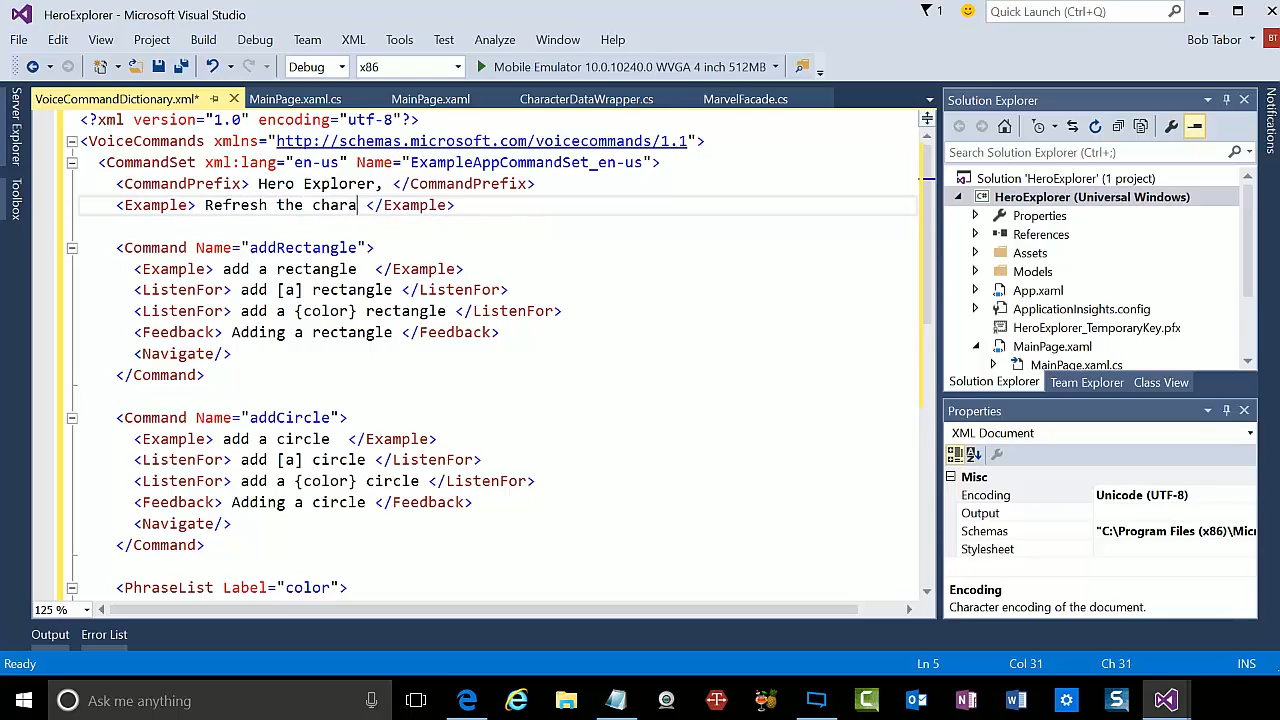 HeroExplorer - Microsoft Visual Studio
1
Quick Launch (Ctrl+Q)
File Edit View Project Build Debug Team XML Tools Test Analyze Window Help
Bob Tabor
BT
Debug
x86
Mobile Emulator 10.0.10240.0 WVGA 4 inch 512MB
Server Explorer
Toolbox
VoiceCommandDictionary.xml*
MainPage.xaml.cs
MainPage.xaml
CharacterDataWrapper.cs
MarvelFacade.cs
<?xml version="1.0" encoding="utf-8"?>
<VoiceCommands xmlns="http://schemas.microsoft.com/voicecommands/1.1">
<CommandSet xml:lang="en-us" Name="ExampleAppCommandSet_en-us">
<CommandPrefix> Hero Explorer, </CommandPrefix>
<Example> Refresh the chara </Example>
<Command Name="addRectangle">
<Example> add a rectangle  </Example>
<ListenFor> add [a] rectangle </ListenFor>
<ListenFor> add a {color} rectangle </ListenFor>
<Feedback> Adding a rectangle </Feedback>
<Navigate/>
</Command>
<Command Name="addCircle">
<Example> add a circle  </Example>
<ListenFor> add [a] circle </ListenFor>
<ListenFor> add a {color} circle </ListenFor>
<Feedback> Adding a circle </Feedback>
<Navigate/>
</Command>
<PhraseList Label="color">
125 %
Solution Explorer
Search Solution Explorer (Ctrl+;)
Solution 'HeroExplorer' (1 project)
HeroExplorer (Universal Windows)
Properties
References
Assets
Models
App.xaml
ApplicationInsights.config
HeroExplorer_TemporaryKey.pfx
MainPage.xaml
MainPage.xaml.cs
Solution Explorer
Team Explorer
Class View
Notifications
Properties
XML Document
Misc
Encoding Unicode (UTF-8)
Output
Schemas "C:\Program Files (x86)\Micr
Stylesheet
Encoding
Character encoding of the document.
Output
Error List
Ready
Ln 5
Col 31
Ch 31
INS
Ask me anything